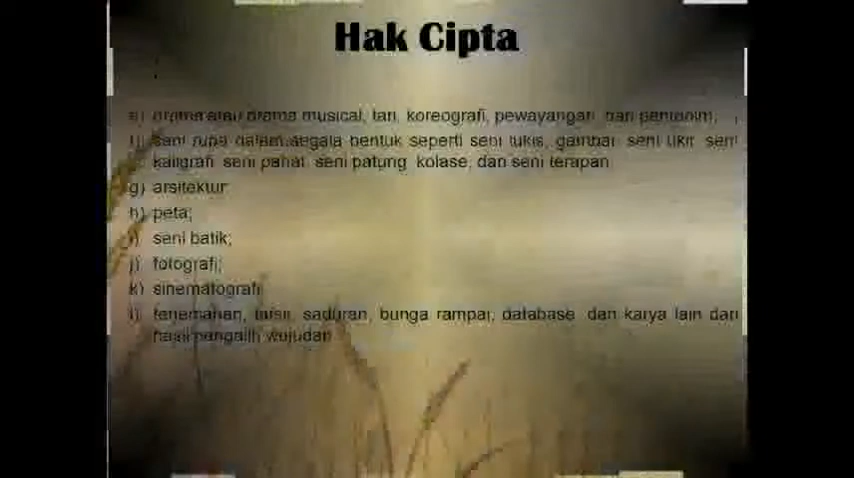 Hak Cipta
e) drama atau drama musical, tari, koreografi, pewayangan, dan pantomim;
f) seni rupa dalam segala bentuk seperti seni lukis, gambar, seni ukir, seni
kaligrafi, seni pahat, seni patung, kolase, dan seni terapan;
g) arsitektur;
h) peta;
i) seni batik;
j) fotografi;
k) sinematografi;
l) terjemahan, tafsir, saduran, bunga rampai, database, dan karya lain dari
hasil pengalih wujudan.